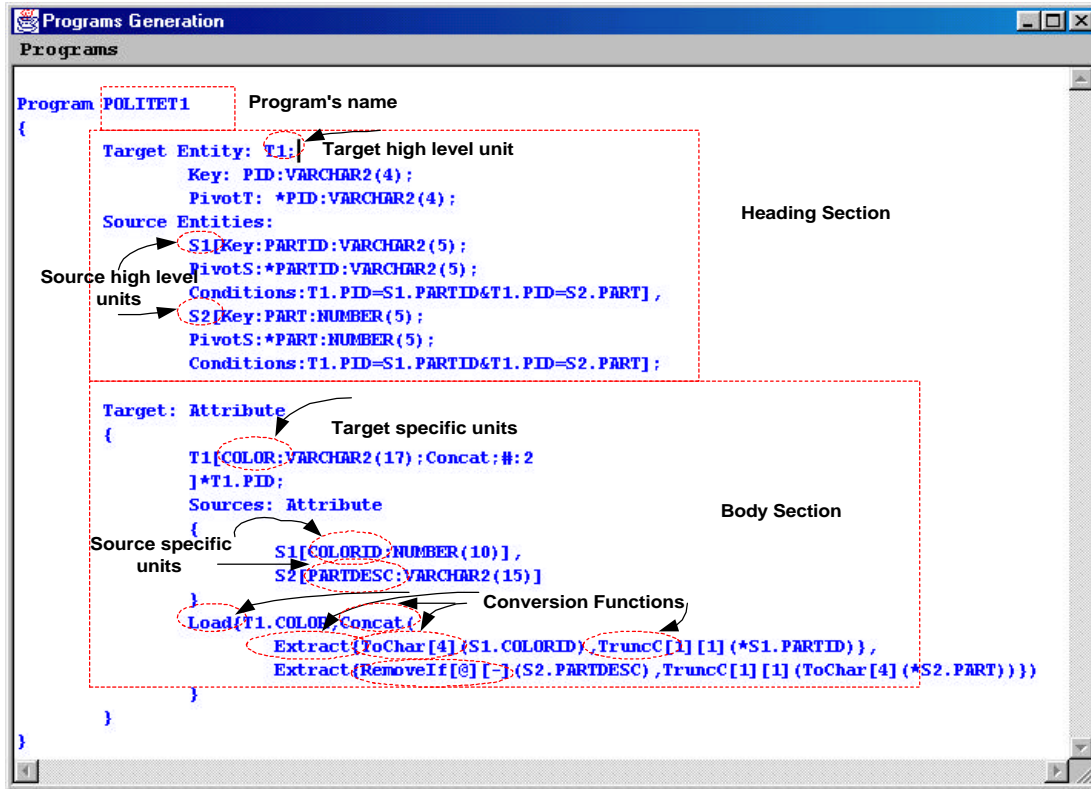 Programs Generation
Programs
Program POLITET1
Program's name
{
Target Entity: T1;
Target high level unit
Key: PID:VARCHAR2(4);
PivotT: *PID:VARCHAR2(4);
Heading Section
Source Entities:
S1[Key:PARTID:VARCHAR2(5);
PivotS:*PARTID:VARCHAR2(5);
Source high level
units
Conditions:T1.PID=S1.PARTID&T1.PID=S2.PART],
S2[Key:PART:NUMBER(5);
PivotS:*PART:NUMBER(5);
Conditions:T1.PID=S1.PARTID&T1.PID=S2.PART];
Target: Attribute
{
Target specific units
T1[COLOR:VARCHAR2(17);Concat;#:2
]*T1.PID;
Sources: Attribute
Body Section
{
Source specific
units
S1[COLORID:NUMBER(10)],
S2[PARTDESC:VARCHAR2(15)]
}
Conversion Functions
Load{T1.COLOR,Concat(
Extract{ToChar[4](S1.COLORID),TruncC[1][1](*S1.PARTID)},
Extract{RemoveIf[@][-](S2.PARTDESC),TruncC[1][1](ToChar[4](*S2.PART))})
}
}
}